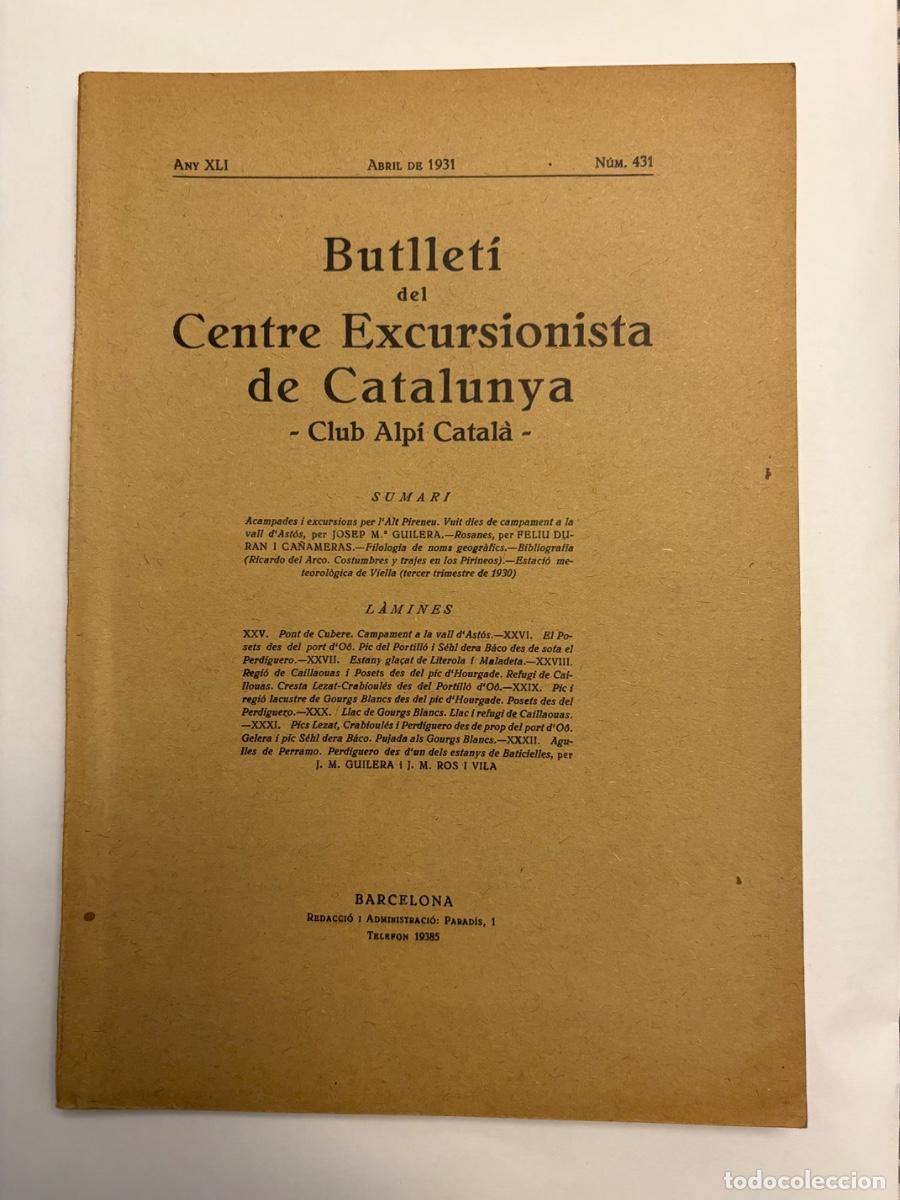 ANY XLI ABRIL DE 1931 NÚM. 431
Butlletí
del
Centre Excursionista
de Catalunya
- Club Alpí Català -
SUMARI
Acampades i excursions per l'Alt Pireneu. Vuit dies de campament a la
vall d'Astós, per JOSEP M.ª GUILERA.—Rosanes, per FELIU DU-
RAN I CAÑAMERAS.—Filologia de noms geogràfics.—Bibliografia
(Ricardo del Arco. Costumbres y trajes en los Pirineos).—Estació me-
teorològica de Viella (tercer trimestre de 1930)
LÀMINES
XXV. Pont de Cubere. Campament a la vall d'Astós.—XXVI. El Po-
sets des del port d'Oô. Pic del Portilló i Séhl dera Báco des de sota el
Perdiguero.—XXVII. Estany glaçat de Literola i Maladeta.—XXVIII.
Regió de Caillaouas i Posets des del pic d'Hourgade. Refugi de Cai-
llouas. Cresta Lezat-Crabioulés des del Portilló d'Oô.—XXIX. Pic i
regió lacustre de Gourgs Blancs des del pic d'Hourgade. Posets des del
Perdiguero.—XXX. Llac de Gourgs Blancs. Llac i refugi de Caillaouas.
—XXXI. Pics Lezat, Crabioulés i Perdiguero des de prop del port d'Oô.
Gelera i pic Séhl dera Báco. Pujada als Gourgs Blancs.—XXXII. Agu-
lles de Perramo. Perdiguero des d'un dels estanys de Baticielles, per
J. M. GUILERA i J. M. ROS I VILA
BARCELONA
REDACCIÓ I ADMINISTRACIÓ: PARADÍS, 1
TELEFON 19385
todocoleccion